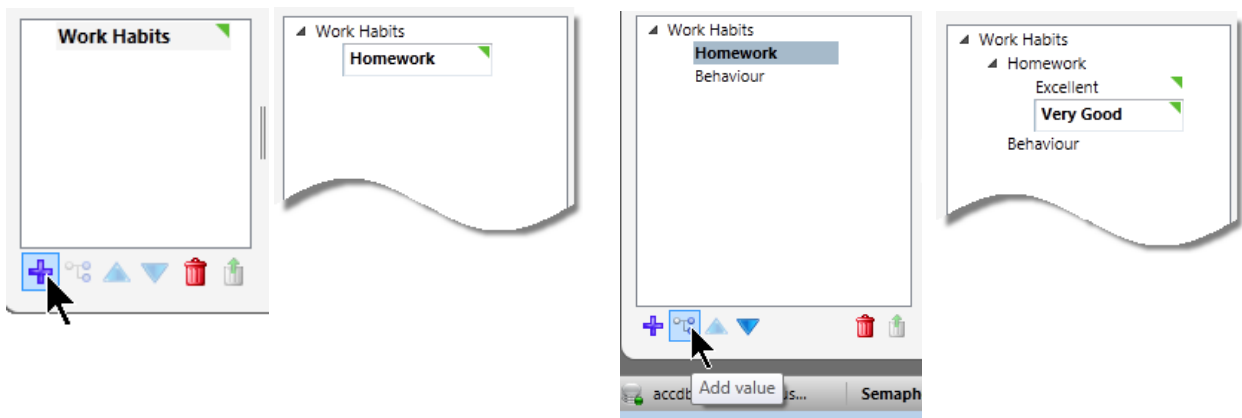 Work Habits
Work Habits
Homework
Work Habits
Homework
Behaviour
Add value
Semaph
Work Habits
Homework
Excellent
Very Good
Behaviour